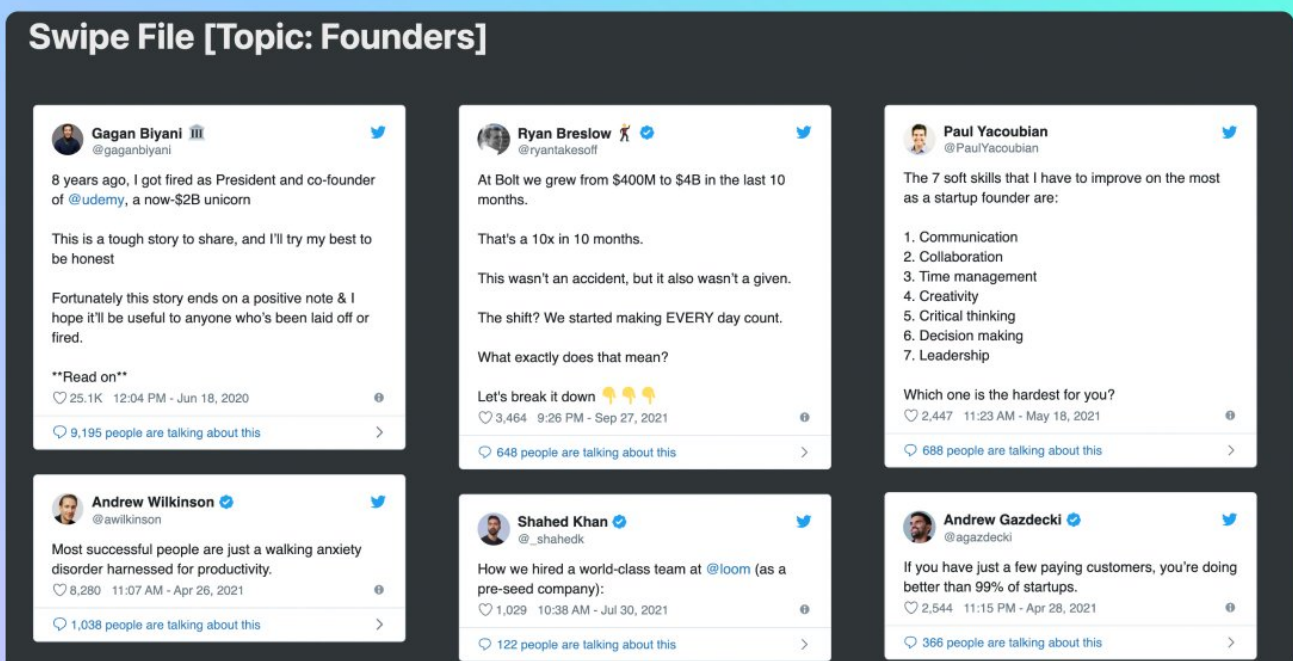 Swipe File [Topic: Founders]
Gagan Biyani 🏛
@gaganbiyani
8 years ago, I got fired as President and co-founder
of @udemy, a now-$2B unicorn
This is a tough story to share, and I'll try my best to
be honest
Fortunately this story ends on a positive note & I
hope it'll be useful to anyone who's been laid off or
fired.
**Read on**
25.1K 12:04 PM - Jun 18, 2020
9,195 people are talking about this
Andrew Wilkinson
@awilkinson
Most successful people are just a walking anxiety
disorder harnessed for productivity.
8,280 11:07 AM - Apr 26, 2021
1,038 people are talking about this
Ryan Breslow 🕺
@ryantakesoff
At Bolt we grew from $400M to $4B in the last 10
months.
That's a 10x in 10 months.
This wasn't an accident, but it also wasn't a given.
The shift? We started making EVERY day count.
What exactly does that mean?
Let's break it down 👇👇👇
3,464 9:26 PM - Sep 27, 2021
648 people are talking about this
Shahed Khan
@_shahedk
How we hired a world-class team at @loom (as a
pre-seed company):
1,029 10:38 AM - Jul 30, 2021
122 people are talking about this
Paul Yacoubian
@PaulYacoubian
The 7 soft skills that I have to improve on the most
as a startup founder are:
1. Communication
2. Collaboration
3. Time management
4. Creativity
5. Critical thinking
6. Decision making
7. Leadership
Which one is the hardest for you?
2,447 11:23 AM - May 18, 2021
688 people are talking about this
Andrew Gazdecki
@agazdecki
If you have just a few paying customers, you're doing
better than 99% of startups.
2,544 11:15 PM - Apr 28, 2021
366 people are talking about this